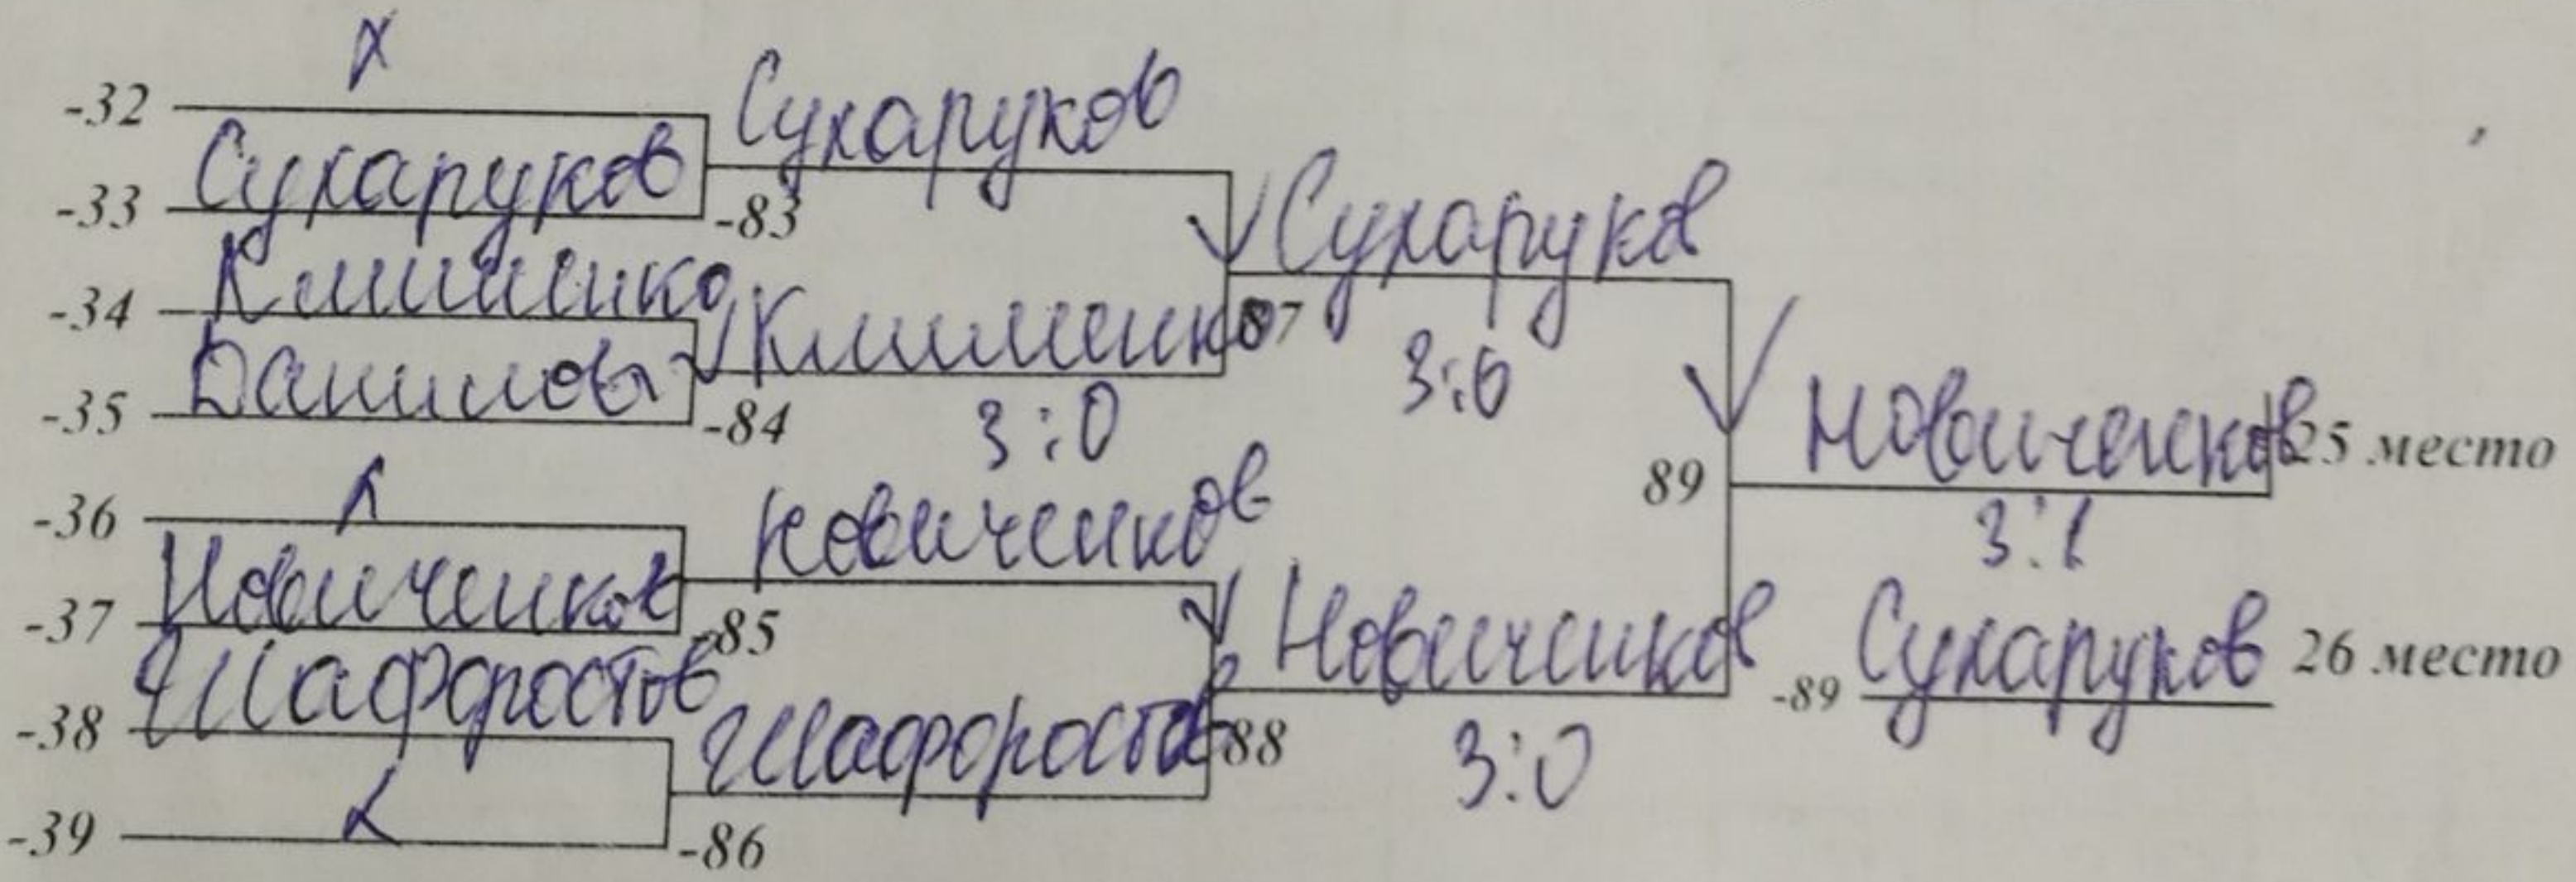 х
-32 Сухаруков
-33 Сухаруков
-83
Сухаруков
-34 Клименко
87
Клименко
-35 Данилов
3:0
-84
3:0
Новиченков 25 место
х
-36 Новиченков
89
3:1
-37 Новиченков
-85
Новиченков
-89 Сухаруков 26 место
Шафоростов
-38 Шафоростов
88
3:0
х
-39
-86